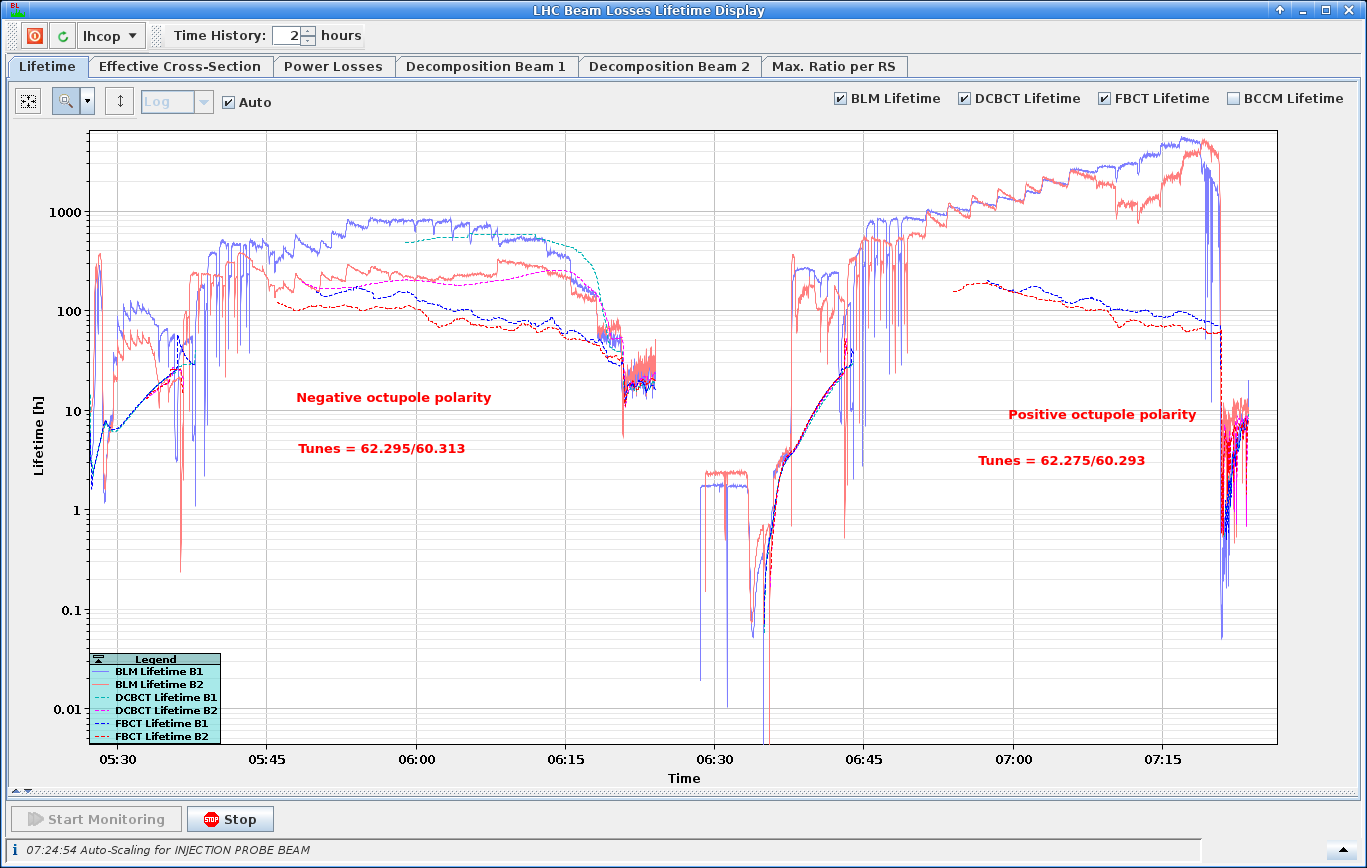 BL
LHC Beam Losses Lifetime Display
lhcop
Time History: 2 hours
Lifetime
Effective Cross-Section
Power Losses
Decomposition Beam 1
Decomposition Beam 2
Max. Ratio per RS
Log
Auto
BLM Lifetime
DCBCT Lifetime
FBCT Lifetime
BCCM Lifetime
1000
100
10
1
0.1
0.01
Lifetime [h]
Negative octupole polarity
Tunes = 62.295/60.313
Positive octupole polarity
Tunes = 62.275/60.293
Legend
BLM Lifetime B1
BLM Lifetime B2
DCBCT Lifetime B1
DCBCT Lifetime B2
FBCT Lifetime B1
FBCT Lifetime B2
05:30
05:45
06:00
06:15
06:30
06:45
07:00
07:15
Time
Start Monitoring
STOP
Stop
i
07:24:54 Auto-Scaling for INJECTION PROBE BEAM